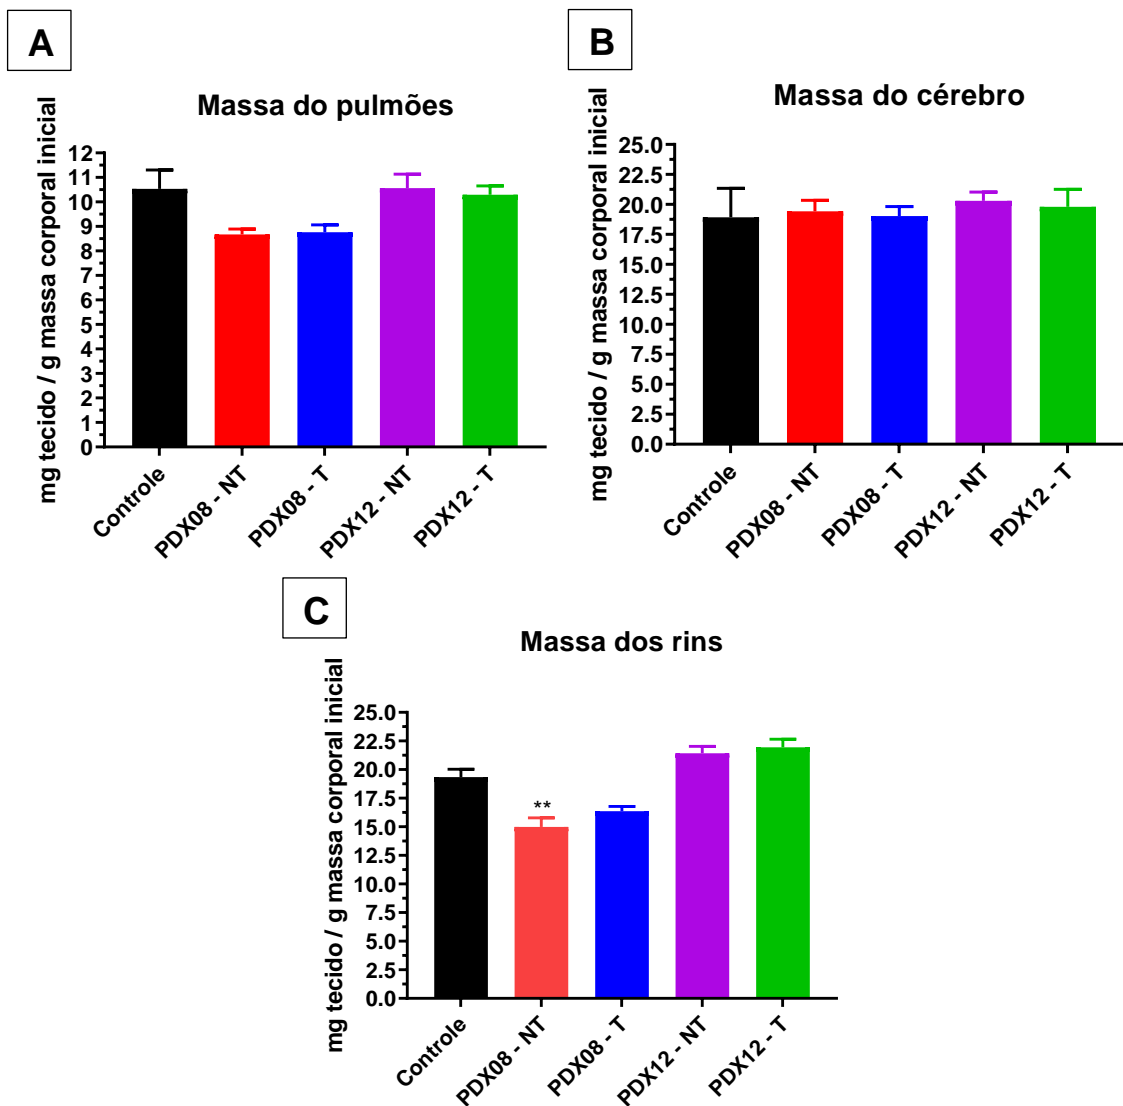 A
Massa do pulmões
mg tecido / g massa corporal inicial
12
11
10
9
8
7
6
5
4
3
2
1
0
Controle
PDX08 - NT
PDX08 - T
PDX12 - NT
PDX12 - T
B
Massa do cérebro
mg tecido / g massa corporal inicial
25.0
22.5
20.0
17.5
15.0
12.5
10.0
7.5
5.0
2.5
0.0
Controle
PDX08 - NT
PDX08 - T
PDX12 - NT
PDX12 - T
C
Massa dos rins
mg tecido / g massa corporal inicial
25.0
22.5
20.0
17.5
15.0
12.5
10.0
7.5
5.0
2.5
0.0
**
Controle
PDX08 - NT
PDX08 - T
PDX12 - NT
PDX12 - T